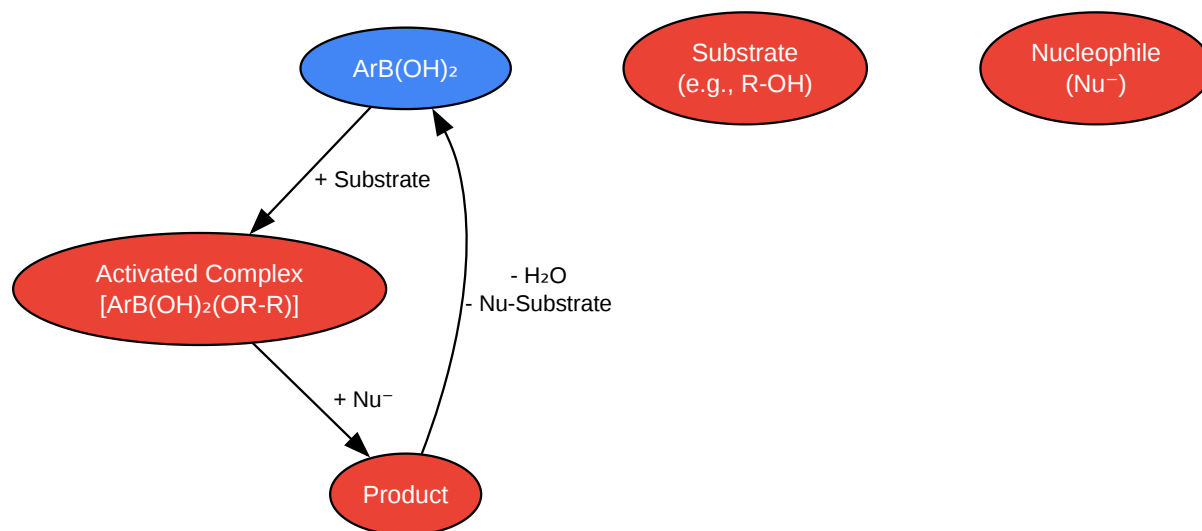 ArB(OH)₂
Substrate
(e.g., R-OH)
Nucleophile
(Nu⁻)
+ Substrate
Activated Complex
[ArB(OH)₂(OR-R)]
- H₂O
- Nu-Substrate
+ Nu⁻
Product